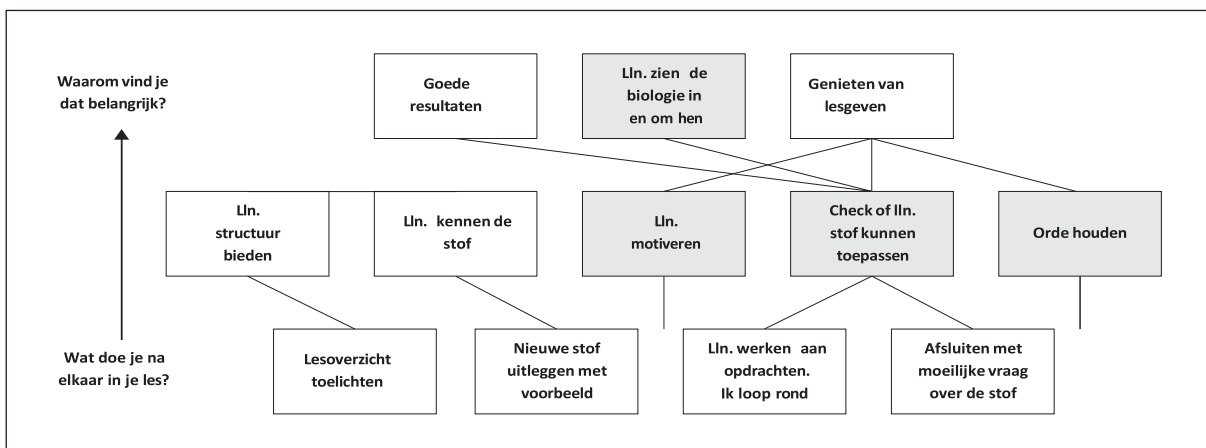 Waarom vind je
dat belangrijk?
Goede
resultaten
Lln. zien de
biologie in
en om hen
Genieten van
lesgeven
Lln.
structuur
bieden
Lln. kennen de
stof
Lln.
motiveren
Check of lln.
stof kunnen
toepassen
Orde houden
Wat doe je na
elkaar in je les?
Lesoverzicht
toelichten
Nieuwe stof
uitleggen met
voorbeeld
Lln. werken aan
opdrachten.
Ik loop rond
Afsluiten met
moeilijke vraag
over de stof